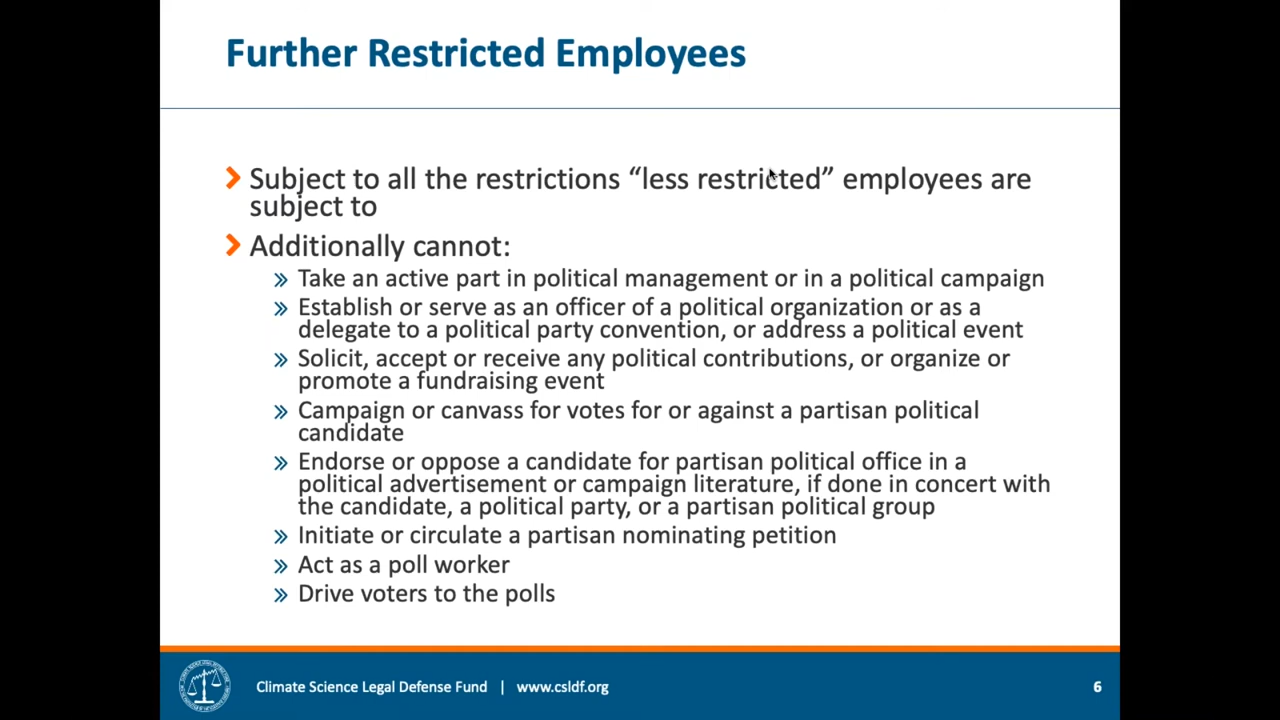 Further Restricted Employees
Subject to all the restrictions “less restricted” employees are
subject to
Additionally cannot:
Take an active part in political management or in a political campaign
Establish or serve as an officer of a political organization or as a
delegate to a political party convention, or address a political event
Solicit, accept or receive any political contributions, or organize or
promote a fundraising event
Campaign or canvass for votes for or against a partisan political
candidate
Endorse or oppose a candidate for partisan political office in a
political advertisement or campaign literature, if done in concert with
the candidate, a political party, or a partisan political group
Initiate or circulate a partisan nominating petition
Act as a poll worker
Drive voters to the polls
Climate Science Legal Defense Fund | www.csldf.org
6